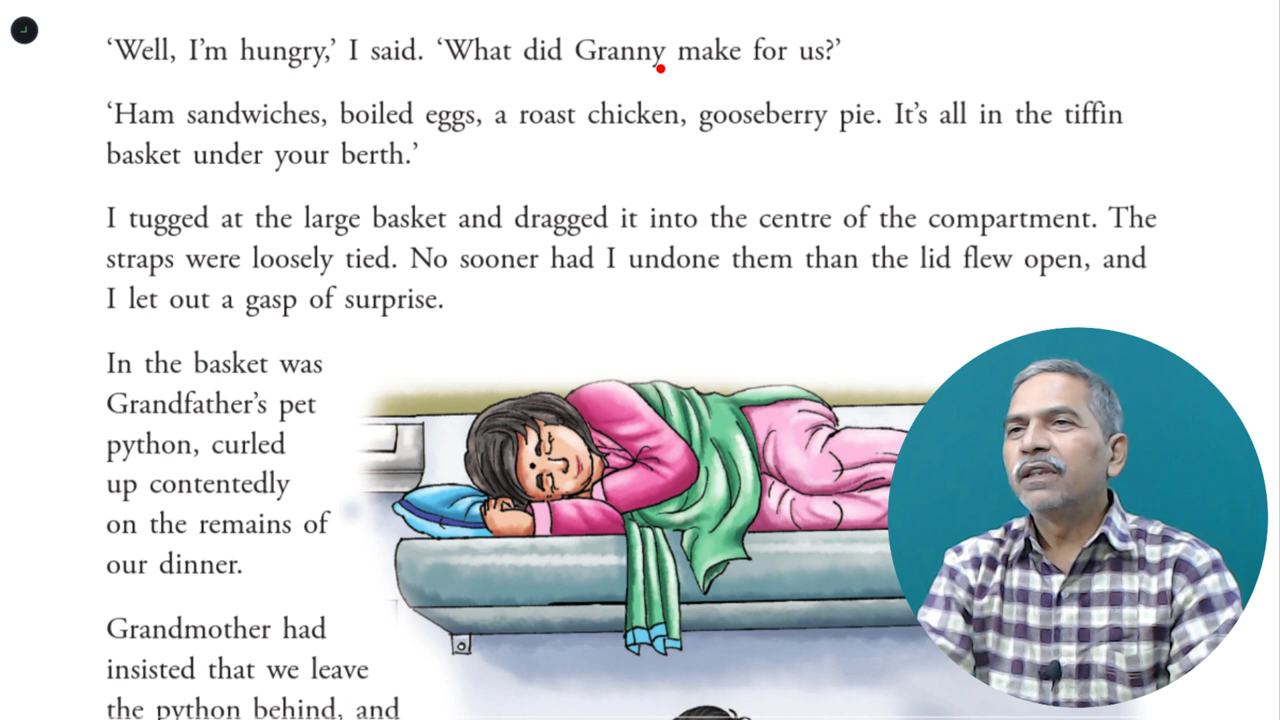 ‘Well, I’m hungry,’ I said. ‘What did Granny make for us?’
‘Ham sandwiches, boiled eggs, a roast chicken, gooseberry pie. It’s all in the tiffin
basket under your berth.’
I tugged at the large basket and dragged it into the centre of the compartment. The
straps were loosely tied. No sooner had I undone them than the lid flew open, and
I let out a gasp of surprise.
In the basket was
Grandfather’s pet
python, curled
up contentedly
on the remains of
our dinner.
Grandmother had
insisted that we leave
the python behind, and